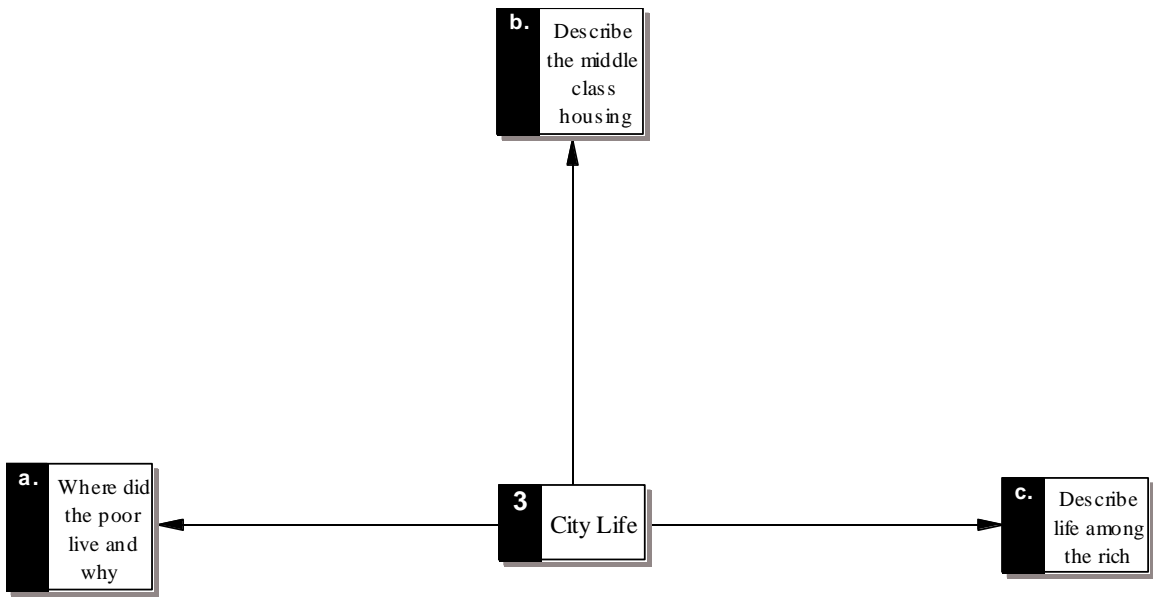 b.
Describe
the middle
class
housing
a.
Where did
the poor
live and
why
3
City Life
c.
Describe
life among
the rich